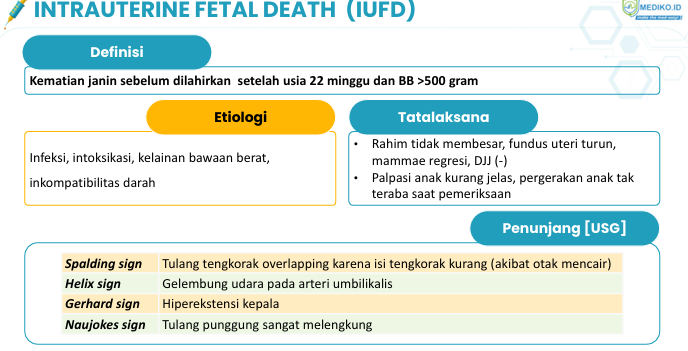 INTRAUTERINE FETAL DEATH (IUFD)
MEDIKO.ID
Definisi
Kematian janin sebelum dilahirkan setelah usia 22 minggu dan BB >500 gram
Etiologi
Infeksi, intoksikasi, kelainan bawaan berat,
inkompatibilitas darah
Tatalaksana
• Rahim tidak membesar, fundus uteri turun,
mammae regresi, DJJ (-)
• Palpasi anak kurang jelas, pergerakan anak tak
teraba saat pemeriksaan
Penunjang [USG]
Spalding sign Tulang tengkorak overlapping karena isi tengkorak kurang (akibat otak mencair)
Helix sign Gelembung udara pada arteri umbilikalis
Gerhard sign Hiperekstensi kepala
Naujokes sign Tulang punggung sangat melengkung